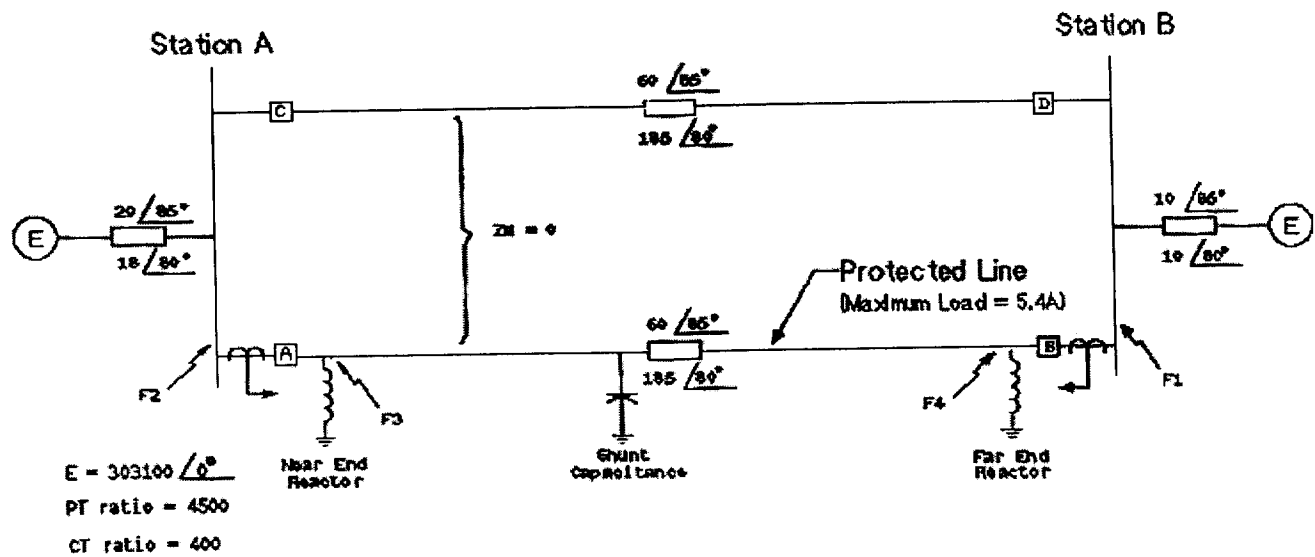 Station A
Station B
60 /85°
C
D
185 /80°
20 /85°
E
18 /80°
ZM = 0
10 /86°
E
10 /80°
Protected Line
(Maximum Load = 5.4A)
60 /85°
A
B
185 /80°
F2
F3
F4
F1
Near End
Reactor
Shunt
Capacitance
Far End
Reactor
E = 303100 /0°
PT ratio = 4500
CT ratio = 400